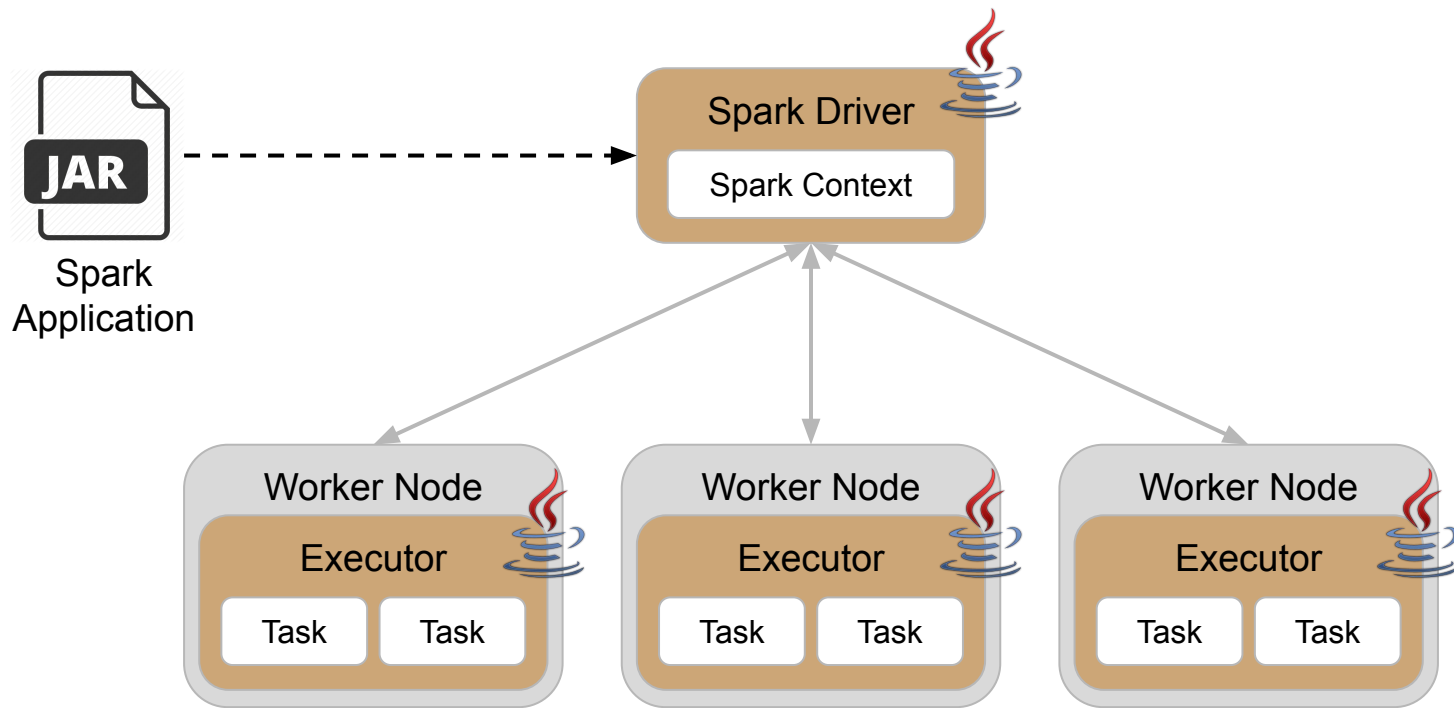 Spark Driver
JAR
Spark Context
Spark
Application
Worker Node
Worker Node
Worker Node
Executor
Executor
Executor
Task
Task
Task
Task
Task
Task